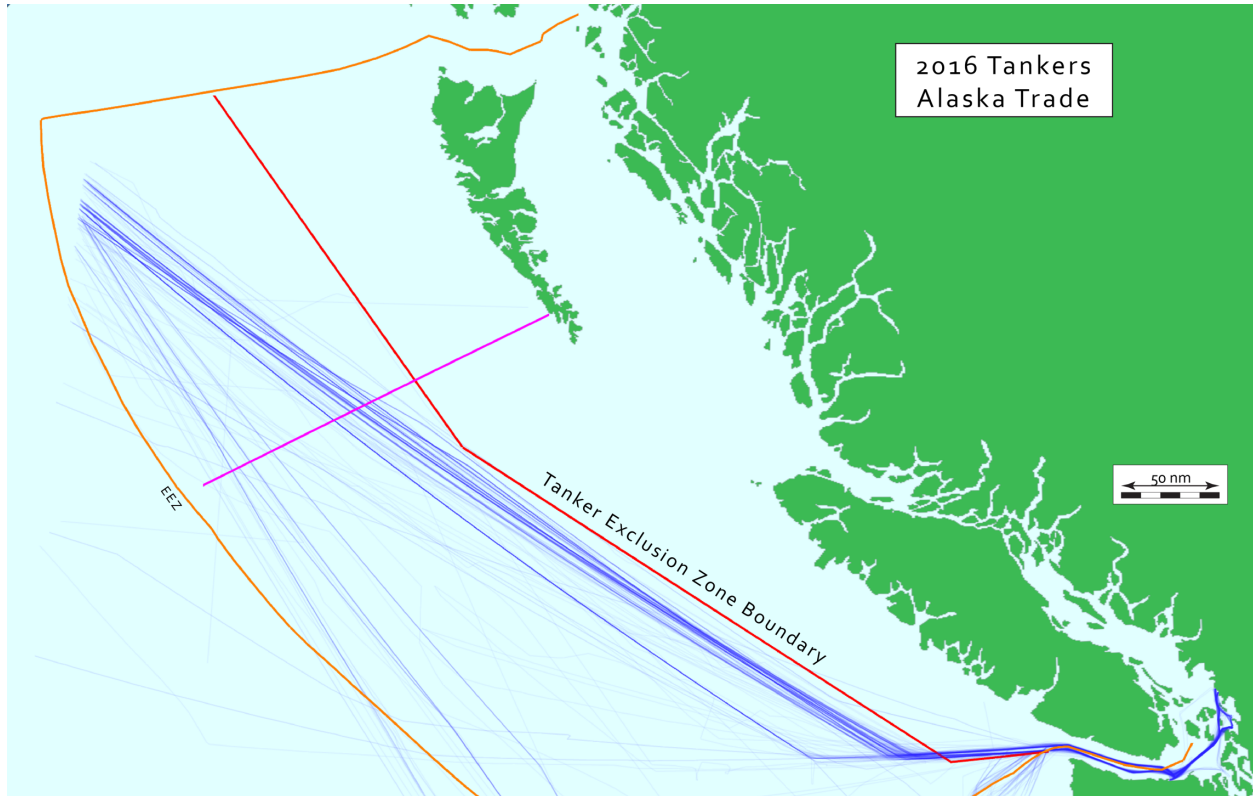 2016 Tankers
Alaska Trade
50 nm
Tanker Exclusion Zone Boundary
EEZ